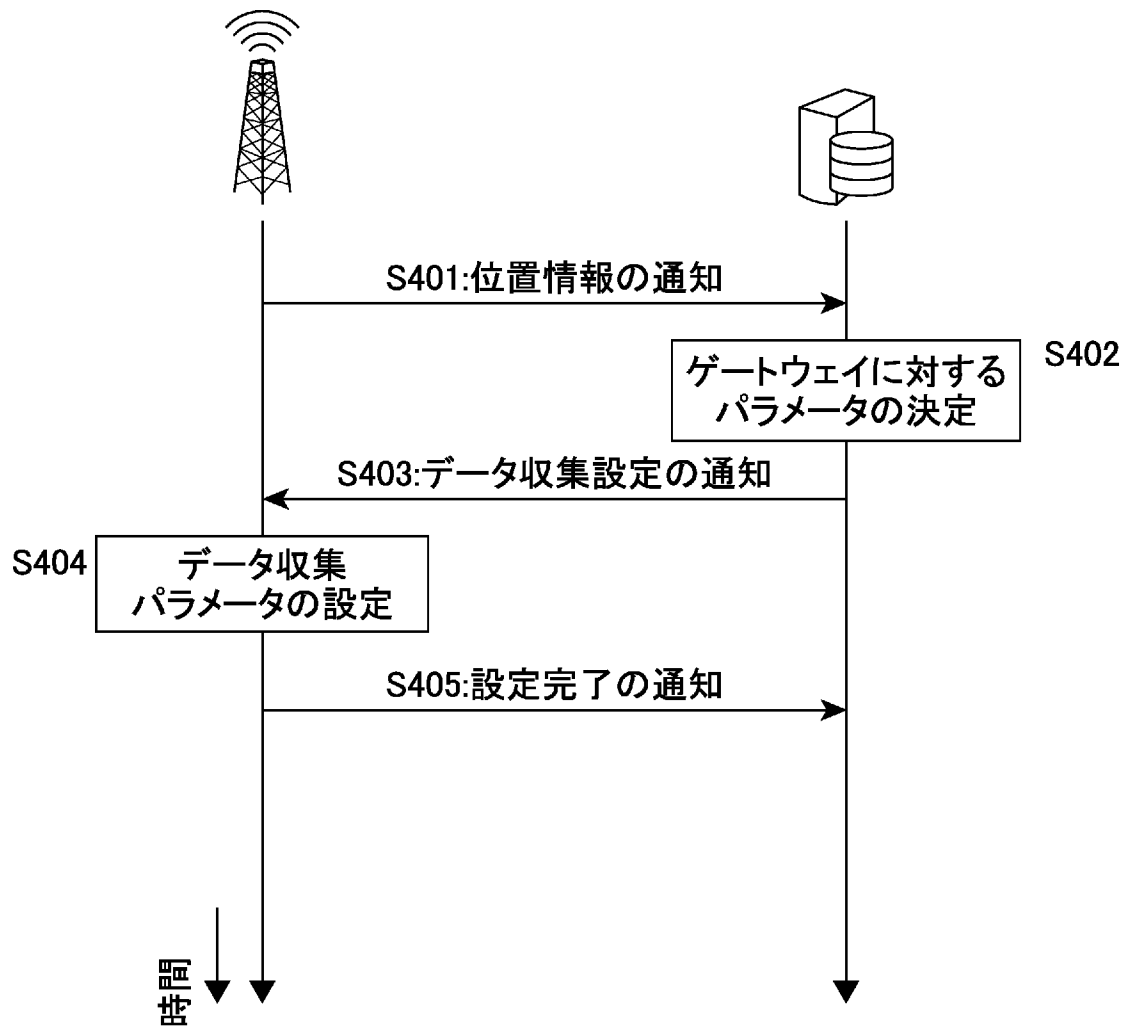 S401:位置情報の通知
ゲートウェイに対する
パラメータの決定
S402
S403:データ収集設定の通知
S404
データ収集
パラメータの設定
S405:設定完了の通知
時間